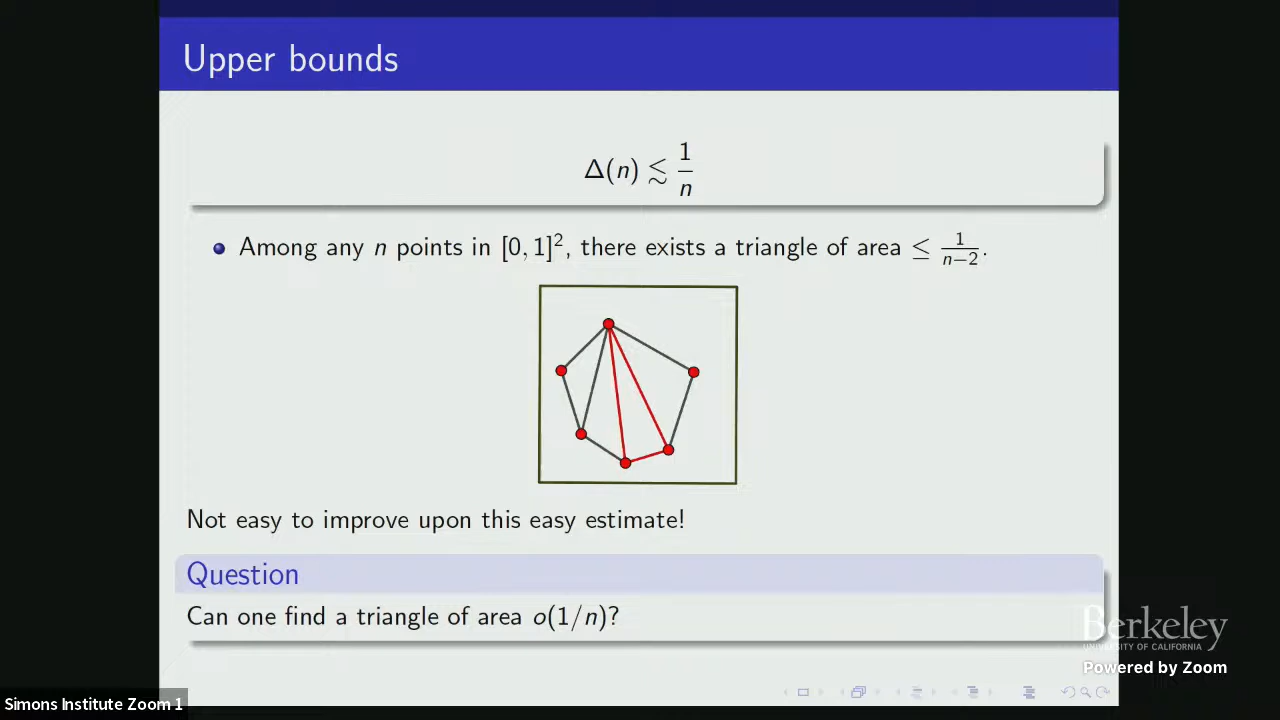 Upper bounds
Δ(n) ≲ 1/n
Among any n points in [0, 1]², there exists a triangle of area ≤ 1/(n−2).
Not easy to improve upon this easy estimate!
Question
Can one find a triangle of area o(1/n)?
Berkeley
UNIVERSITY OF CALIFORNIA
Powered by Zoom
Simons Institute Zoom 1